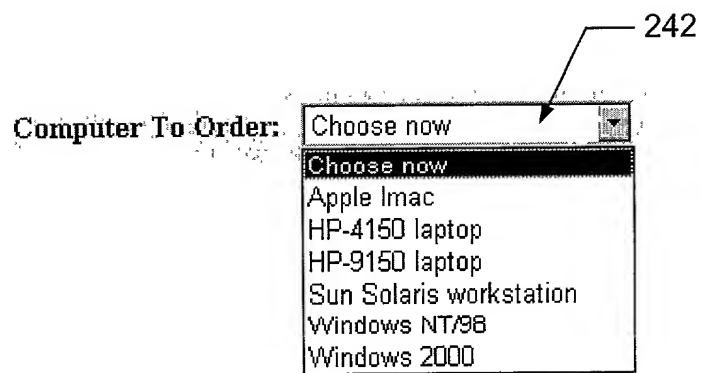 242
Computer To Order: Choose now
Choose now
Apple Imac
HP-4150 laptop
HP-9150 laptop
Sun Solaris workstation
Windows NT/98
Windows 2000